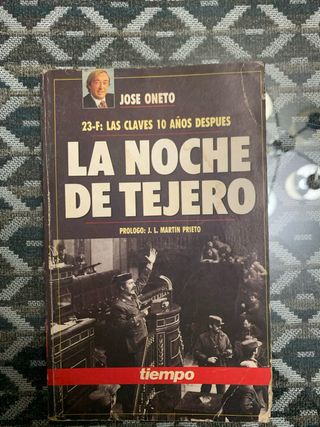 JOSE ONETO
23-F: LAS CLAVES 10 AÑOS DESPUES
LA NOCHE
DE TEJERO
PROLOGO: J. L. MARTIN PRIETO
tiempo